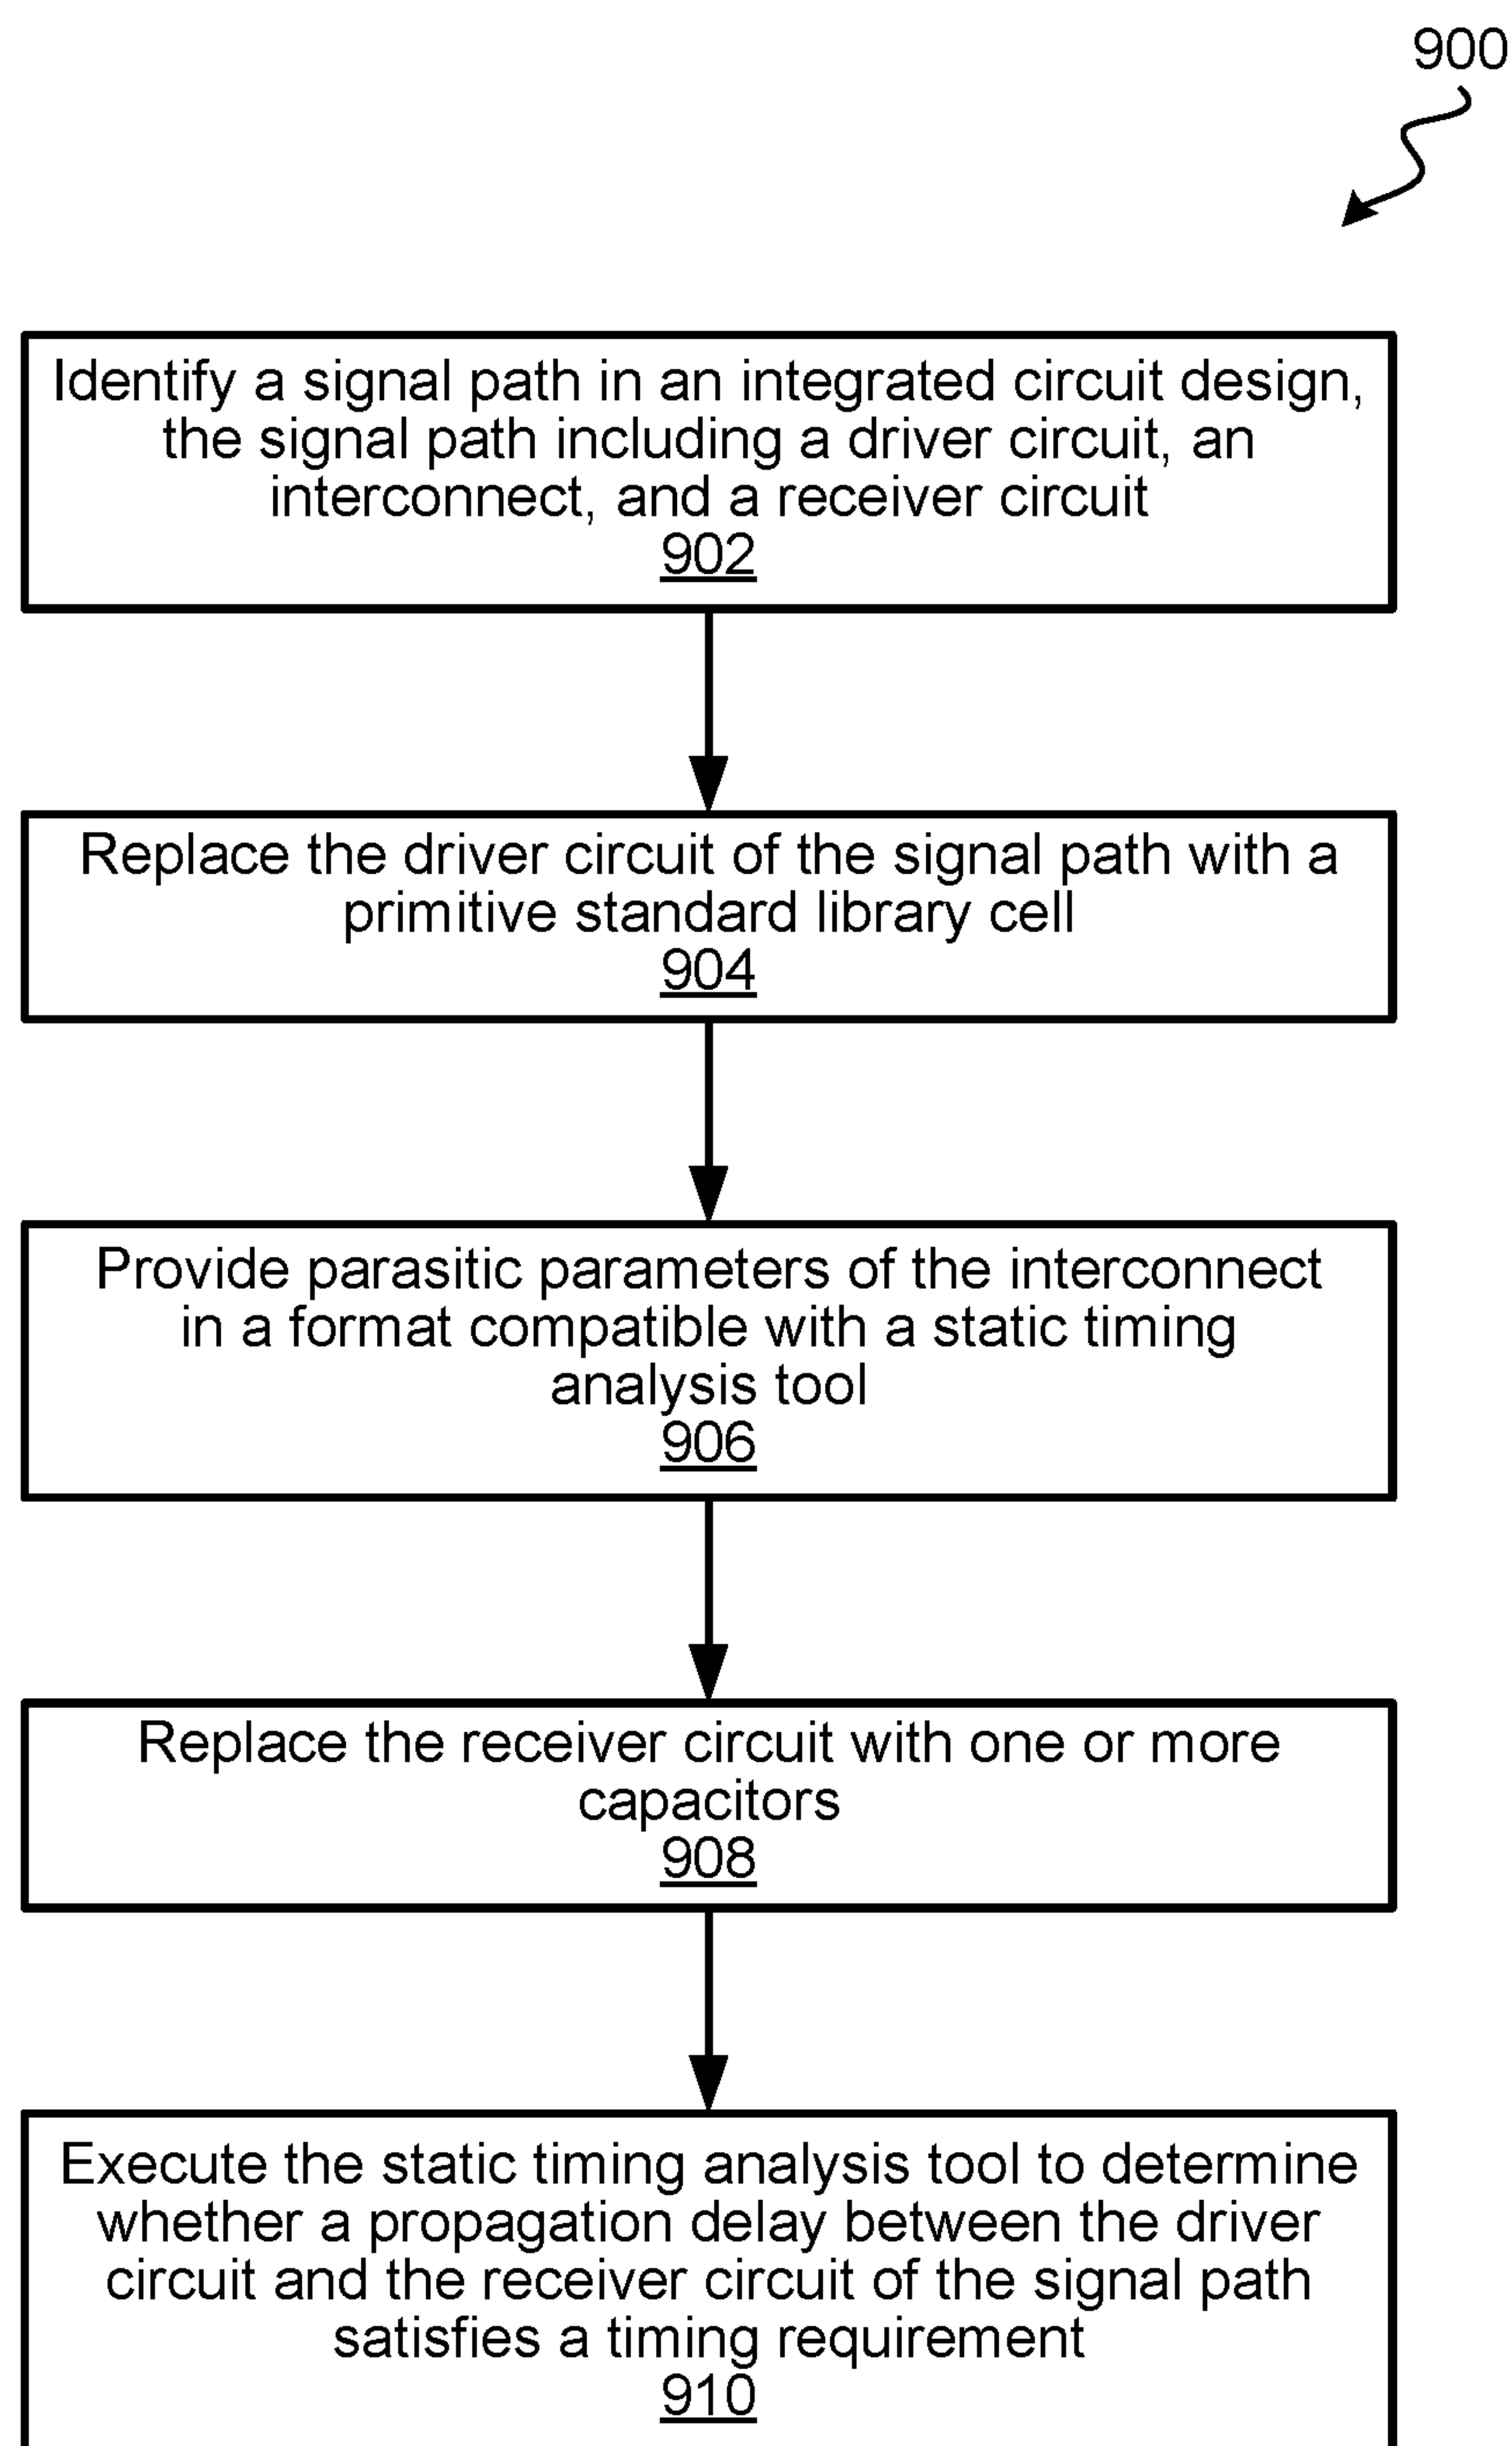 900
Identify a signal path in an integrated circuit design,
the signal path including a driver circuit, an
interconnect, and a receiver circuit
902
Replace the driver circuit of the signal path with a
primitive standard library cell
904
Provide parasitic parameters of the interconnect
in a format compatible with a static timing
analysis tool
906
Replace the receiver circuit with one or more
capacitors
908
Execute the static timing analysis tool to determine
whether a propagation delay between the driver
circuit and the receiver circuit of the signal path
satisfies a timing requirement
910